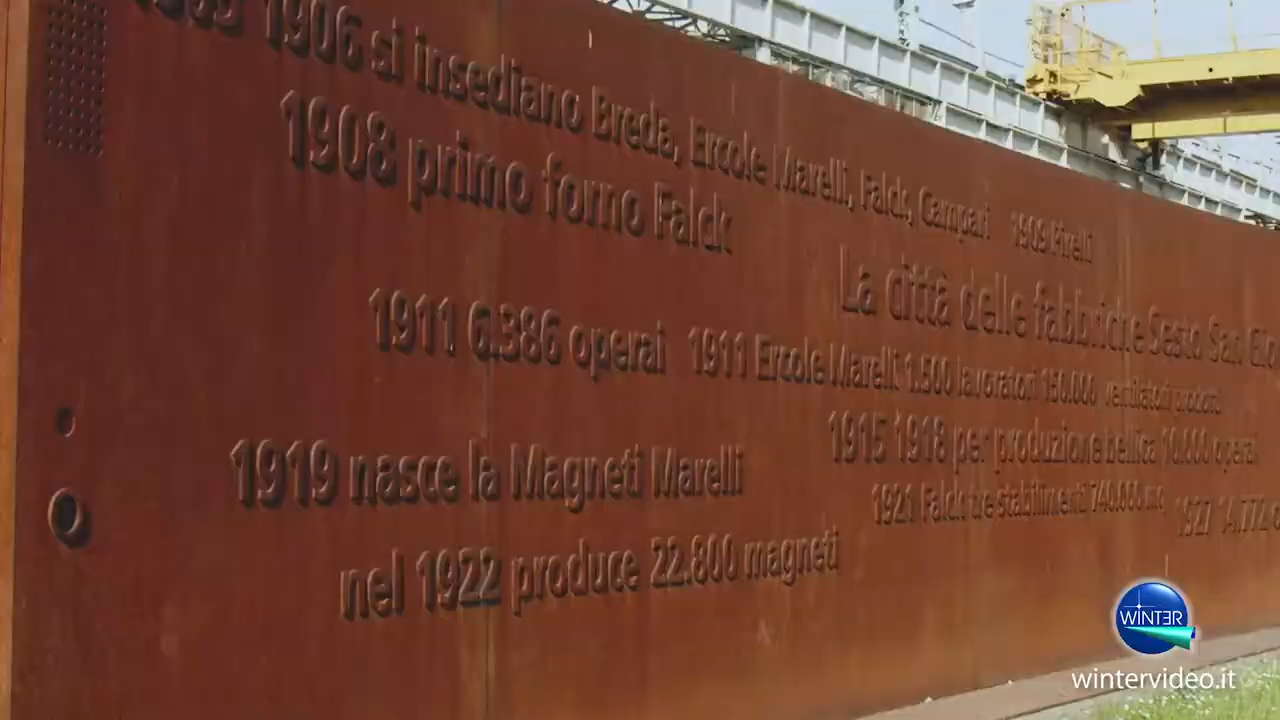 1906 si insediano Breda, Ercole Marelli, Falck, Campari 1909 Pirelli
1908 primo forno Falck
La città delle fabbriche Sesto San
1911 6.386 operai 1911 Ercole Marelli 1.500 lavoratori 150.000 ventilatori prodotti
1915 1918 per produzione bellica 10.000 operai
1919 nasce la Magneti Marelli
1921 Falck tre stabilimenti 740.000 mq 1927
nel 1922 produce 22.800 magneti
WINTER
wintervideo.it